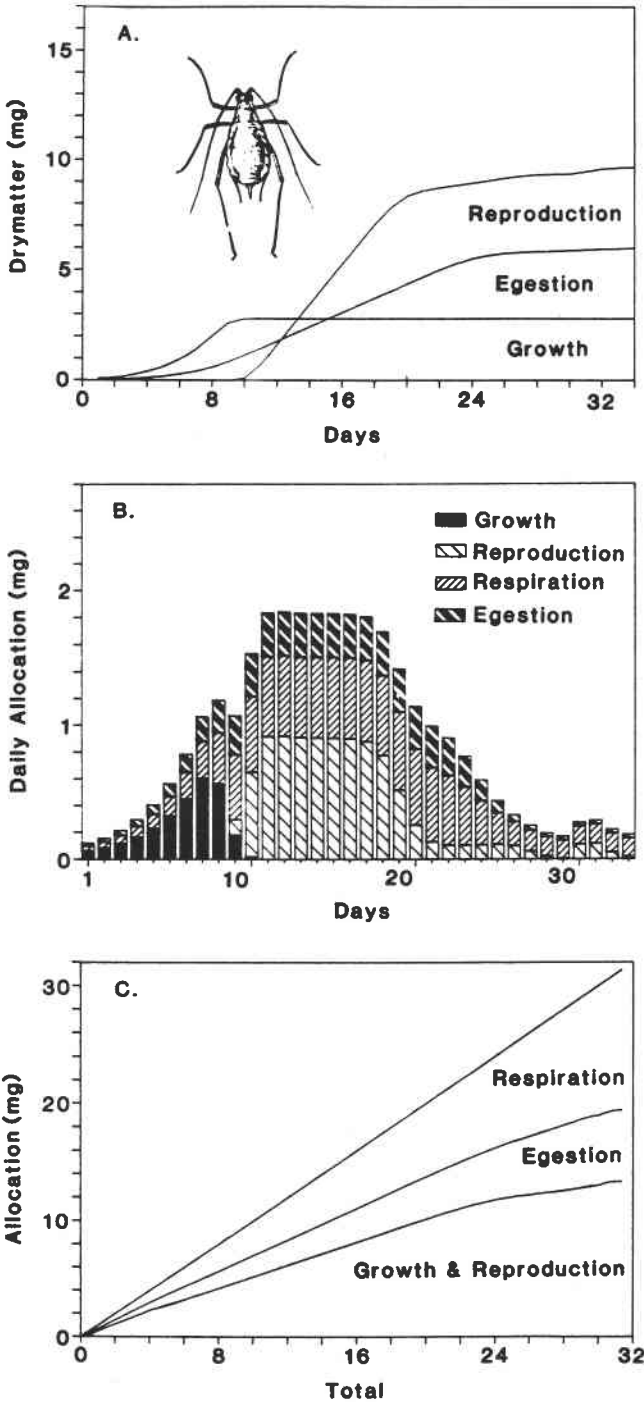 A.
15
10
5
0
Drymatter (mg)
Reproduction
Egestion
Growth
0 8 16 24 32
Days
B.
Growth
Reproduction
Respiration
Egestion
2
1
0
Daily Allocation (mg)
1 10 20 30
Days
C.
30
20
10
0
Allocation (mg)
Respiration
Egestion
Growth & Reproduction
0 8 16 24 32
Total